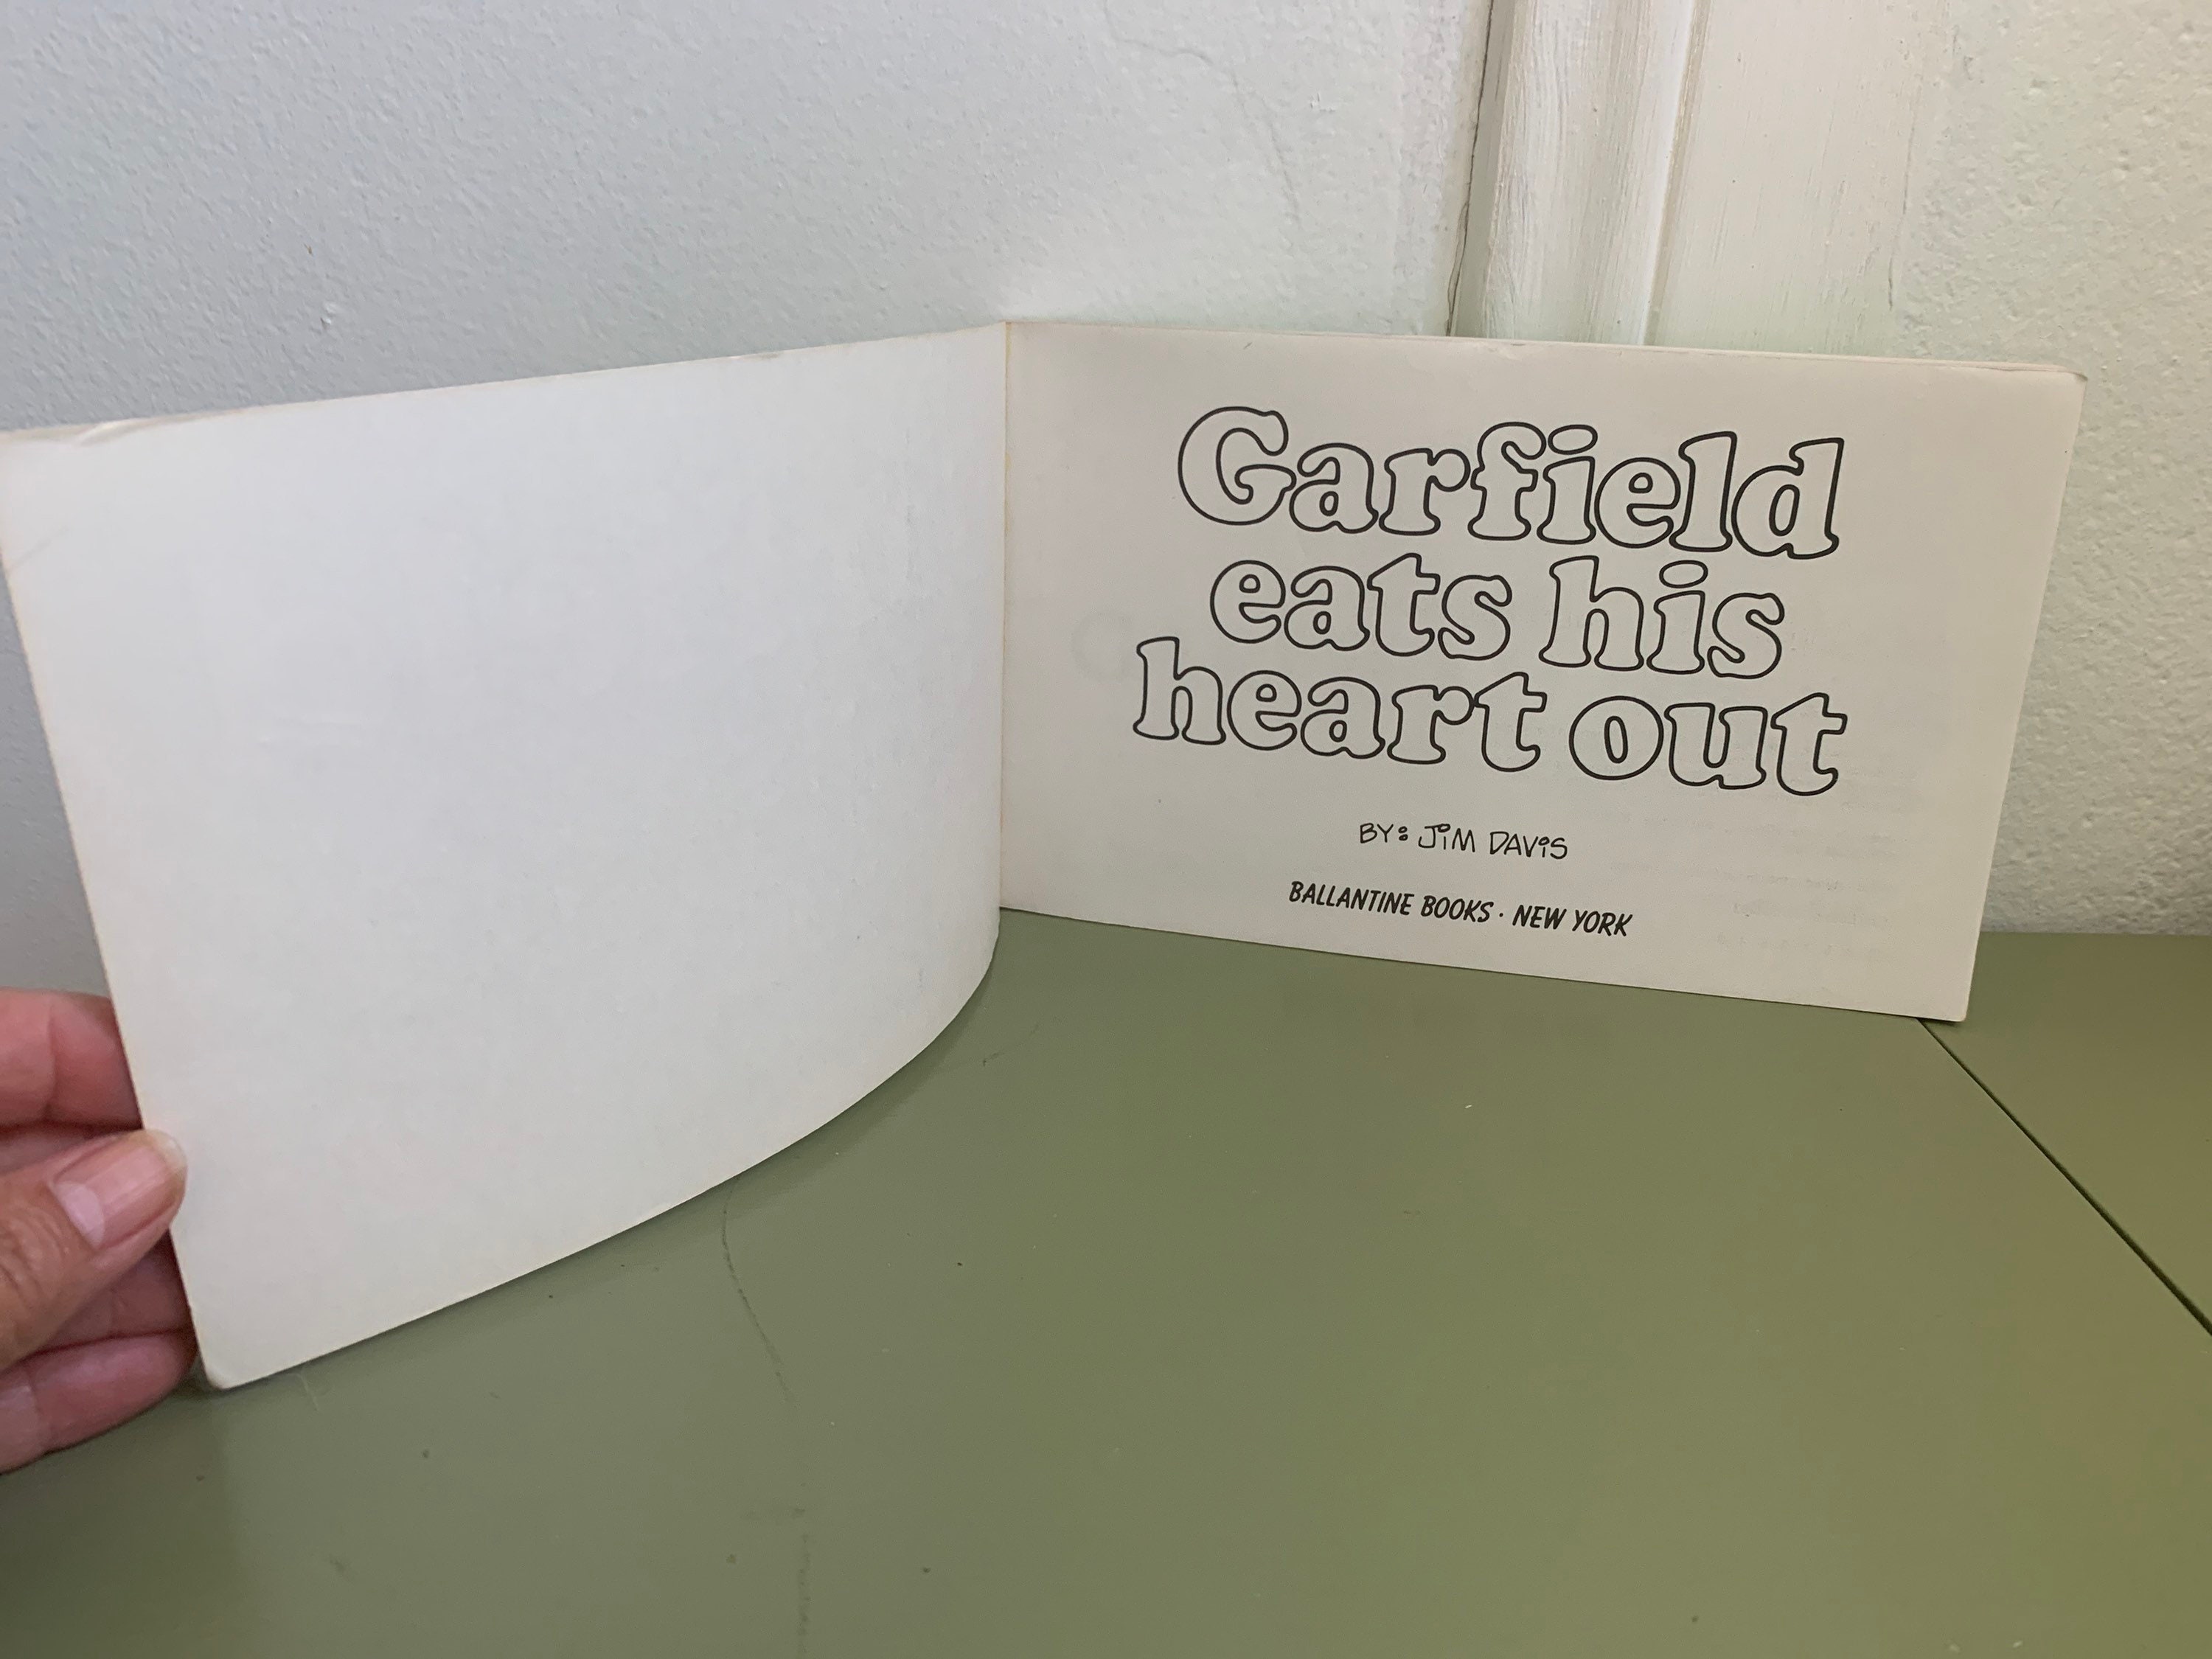 Garfield
eats his
heart out
BY: JiM DAViS
BALLANTINE BOOKS · NEW YORK